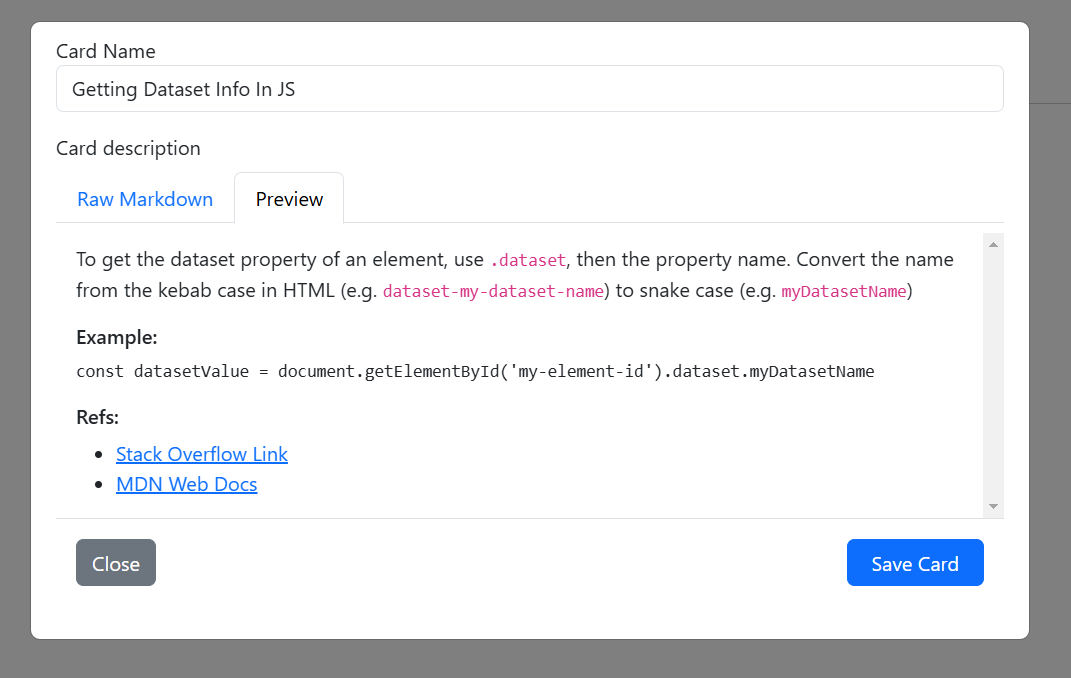 Card Name
Getting Dataset Info In JS
Card description
Raw Markdown
Preview
To get the dataset property of an element, use .dataset, then the property name. Convert the name
from the kebab case in HTML (e.g. dataset-my-dataset-name) to snake case (e.g. myDatasetName)
Example:
const datasetValue = document.getElementById('my-element-id').dataset.myDatasetName
Refs:
Stack Overflow Link
MDN Web Docs
Close
Save Card